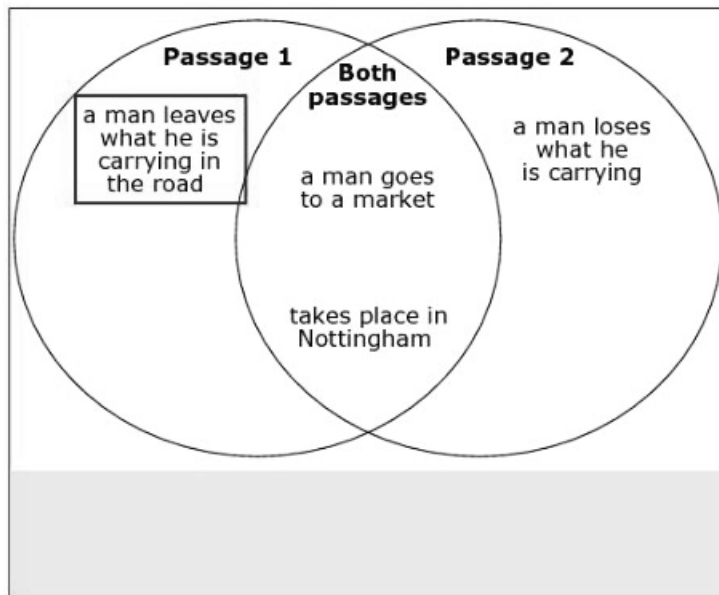 Passage 1
Both
passages
Passage 2
a man leaves
what he is
carrying in
the road
a man goes
to a market
takes place in
Nottingham
a man loses
what he
is carrying